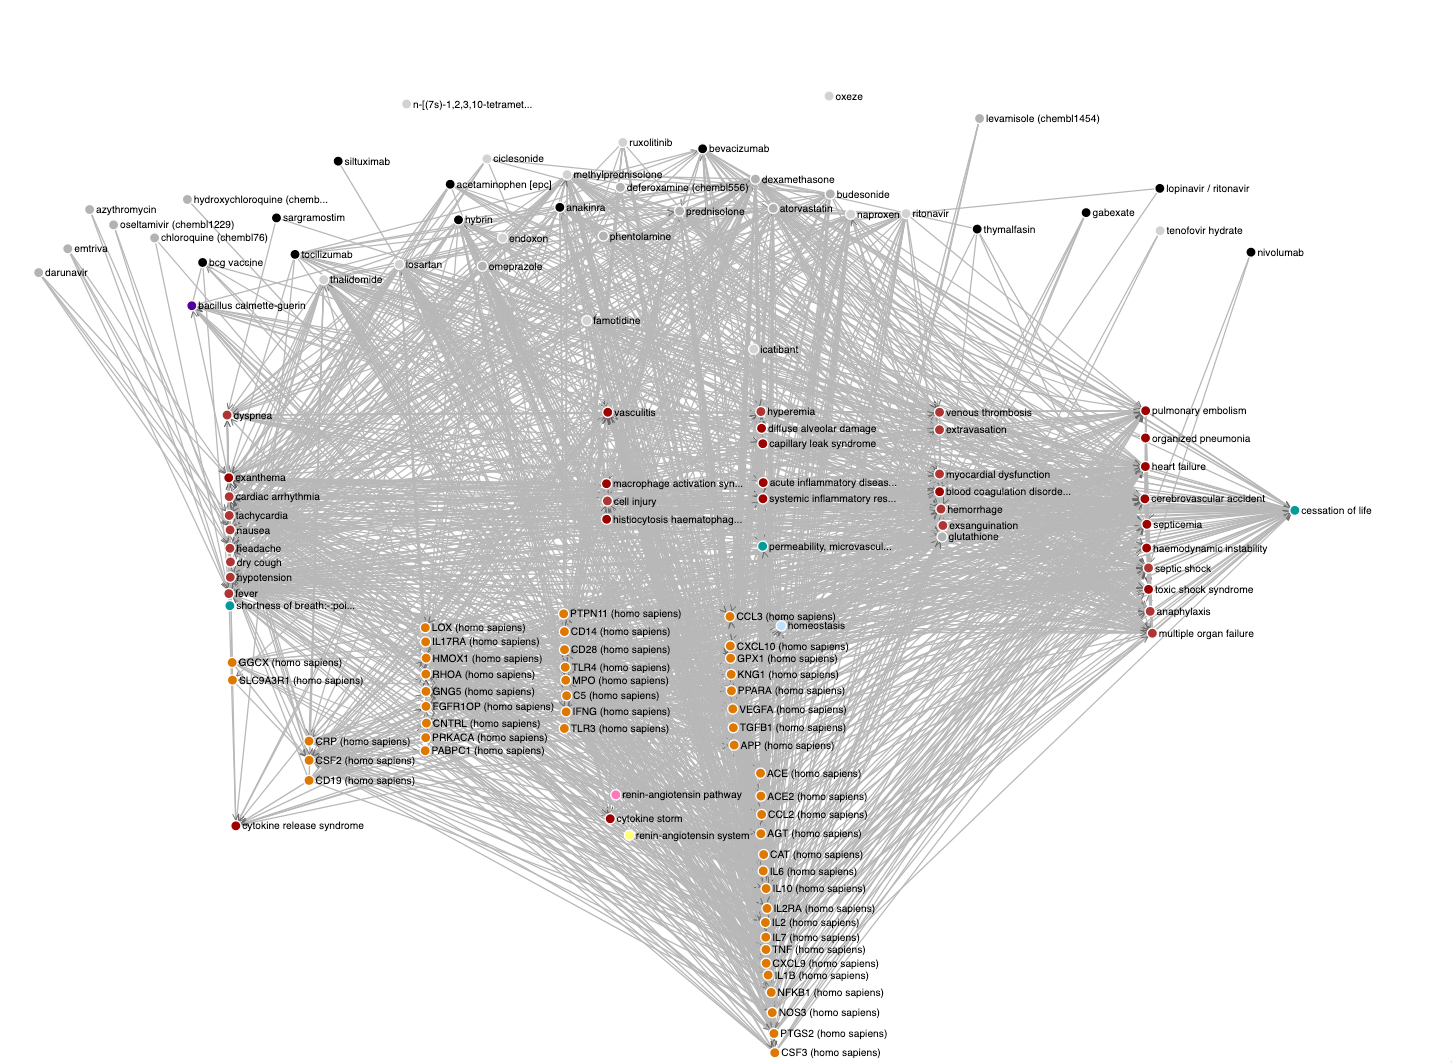 oxeze
n-[(7s)-1,2,3,10-tetramet...
levamisole (chembl1454)
ruxolitinib
bevacizumab
ciclesonide
siltuximab
methylprednisolone
dexamethasone
acetaminophen [epc]
deferoxamine (chembl556)
lopinavir / ritonavir
budesonide
hydroxychloroquine (chemb...
anakinra
atorvastatin
azythromycin
prednisolone
gabexate
naproxen
ritonavir
sargramostim
hybrin
oseltamivir (chembl1229)
thymalfasin
tenofovir hydrate
phentolamine
chloroquine (chembl76)
endoxon
emtriva
nivolumab
tocilizumab
bcg vaccine
losartan
omeprazole
darunavir
thalidomide
bacillus calmette-guerin
famotidine
icatibant
pulmonary embolism
hyperemia
vasculitis
venous thrombosis
dyspnea
diffuse alveolar damage
extravasation
organized pneumonia
capillary leak syndrome
heart failure
myocardial dysfunction
exanthema
acute inflammatory diseas...
macrophage activation syn...
blood coagulation disorde...
cardiac arrhythmia
systemic inflammatory res...
cerebrovascular accident
cell injury
hemorrhage
cessation of life
tachycardia
histiocytosis haematophag...
septicemia
exsanguination
nausea
glutathione
permeability, microvascul...
headache
haemodynamic instability
dry cough
septic shock
hypotension
toxic shock syndrome
fever
shortness of breath:-:poi...
anaphylaxis
PTPN11 (homo sapiens)
CCL3 (homo sapiens)
homeostasis
LOX (homo sapiens)
CD14 (homo sapiens)
multiple organ failure
IL17RA (homo sapiens)
CXCL10 (homo sapiens)
CD28 (homo sapiens)
HMOX1 (homo sapiens)
GPX1 (homo sapiens)
GGCX (homo sapiens)
TLR4 (homo sapiens)
RHOA (homo sapiens)
KNG1 (homo sapiens)
SLC9A3R1 (homo sapiens)
MPO (homo sapiens)
GNG5 (homo sapiens)
PPARA (homo sapiens)
C5 (homo sapiens)
FGFR1OP (homo sapiens)
VEGFA (homo sapiens)
IFNG (homo sapiens)
CNTRL (homo sapiens)
TGFB1 (homo sapiens)
TLR3 (homo sapiens)
PRKACA (homo sapiens)
CRP (homo sapiens)
APP (homo sapiens)
PABPC1 (homo sapiens)
CSF2 (homo sapiens)
ACE (homo sapiens)
CD19 (homo sapiens)
renin-angiotensin pathway
ACE2 (homo sapiens)
CCL2 (homo sapiens)
cytokine storm
cytokine release syndrome
AGT (homo sapiens)
renin-angiotensin system
CAT (homo sapiens)
IL6 (homo sapiens)
IL10 (homo sapiens)
IL2RA (homo sapiens)
IL2 (homo sapiens)
IL7 (homo sapiens)
TNF (homo sapiens)
CXCL9 (homo sapiens)
IL1B (homo sapiens)
NFKB1 (homo sapiens)
NOS3 (homo sapiens)
PTGS2 (homo sapiens)
CSF3 (homo sapiens)